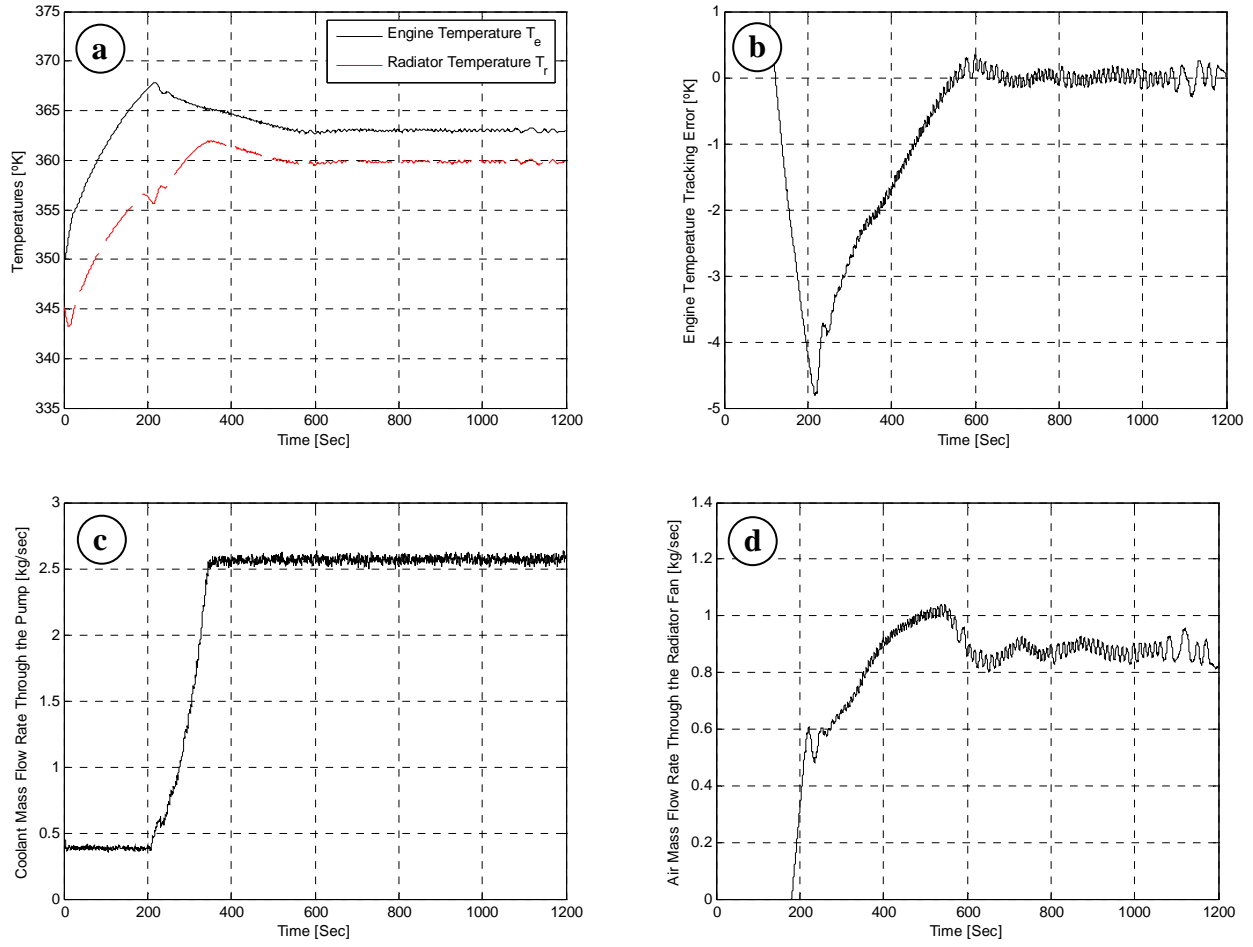 a
Engine Temperature Te
Radiator Temperature Tr
Temperatures [ºK]
370
365
360
355
350
345
340
335
0 200 400 600 800 1000 1200
Time [Sec]
b
Engine Temperature Tracking Error [ºK]
1
0
-1
-2
-3
-4
-5
0 200 400 600 800 1000 1200
Time [Sec]
c
Coolant Mass Flow Rate Through the Pump [kg/sec]
3
2.5
2
1.5
1
0.5
0
0 200 400 600 800 1000 1200
Time [Sec]
d
Air Mass Flow Rate Through the Radiator Fan [kg/sec]
1.4
1.2
1
0.8
0.6
0.4
0.2
0
0 200 400 600 800 1000 1200
Time [Sec]